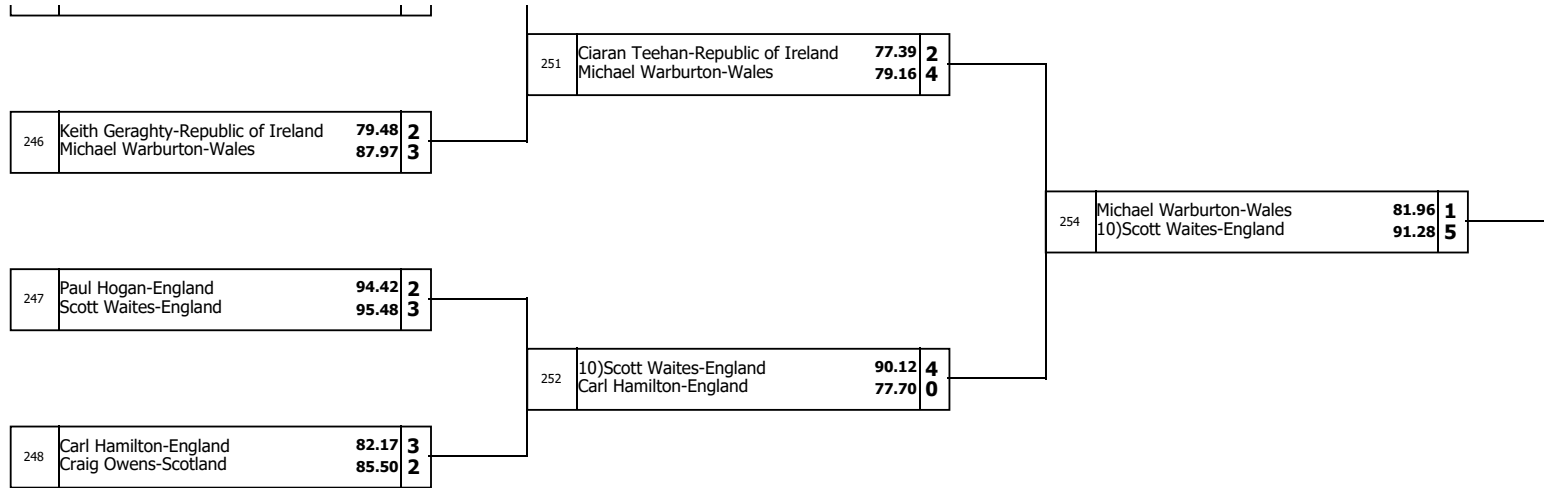 251
Ciaran Teehan-Republic of Ireland 77.39 2
Michael Warburton-Wales 79.16 4
246
Keith Geraghty-Republic of Ireland 79.48 2
Michael Warburton-Wales 87.97 3
254
Michael Warburton-Wales 81.96 1
10)Scott Waites-England 91.28 5
247
Paul Hogan-England 94.42 2
Scott Waites-England 95.48 3
252
10)Scott Waites-England 90.12 4
Carl Hamilton-England 77.70 0
248
Carl Hamilton-England 82.17 3
Craig Owens-Scotland 85.50 2